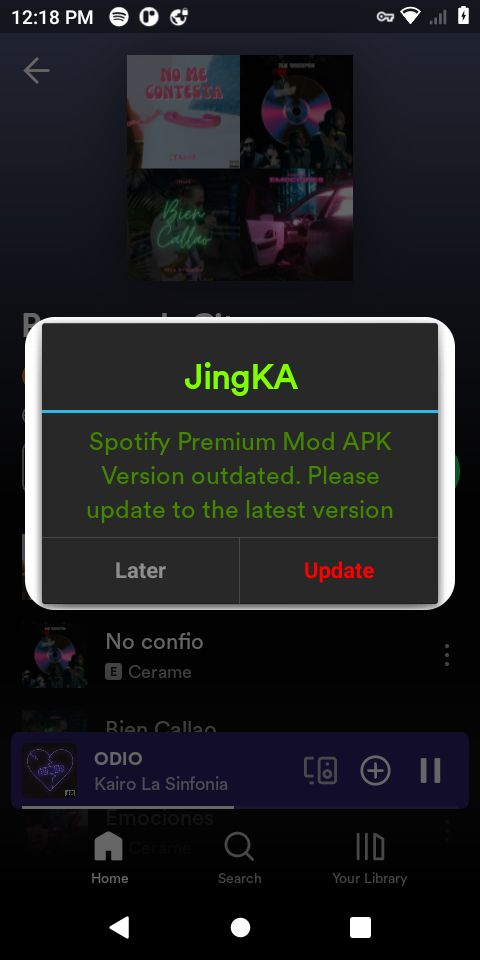 12:18 PM
NO ME
CONTESTA
Bien
Callao
EMOCIONES
JingKA
Spotify Premium Mod APK
Version outdated. Please
update to the latest version
Later
Update
No confio
E Cerame
Bien Callao
ODIO
Kairo La Sinfonia
Emociones
Cerame
Home
Search
Your Library